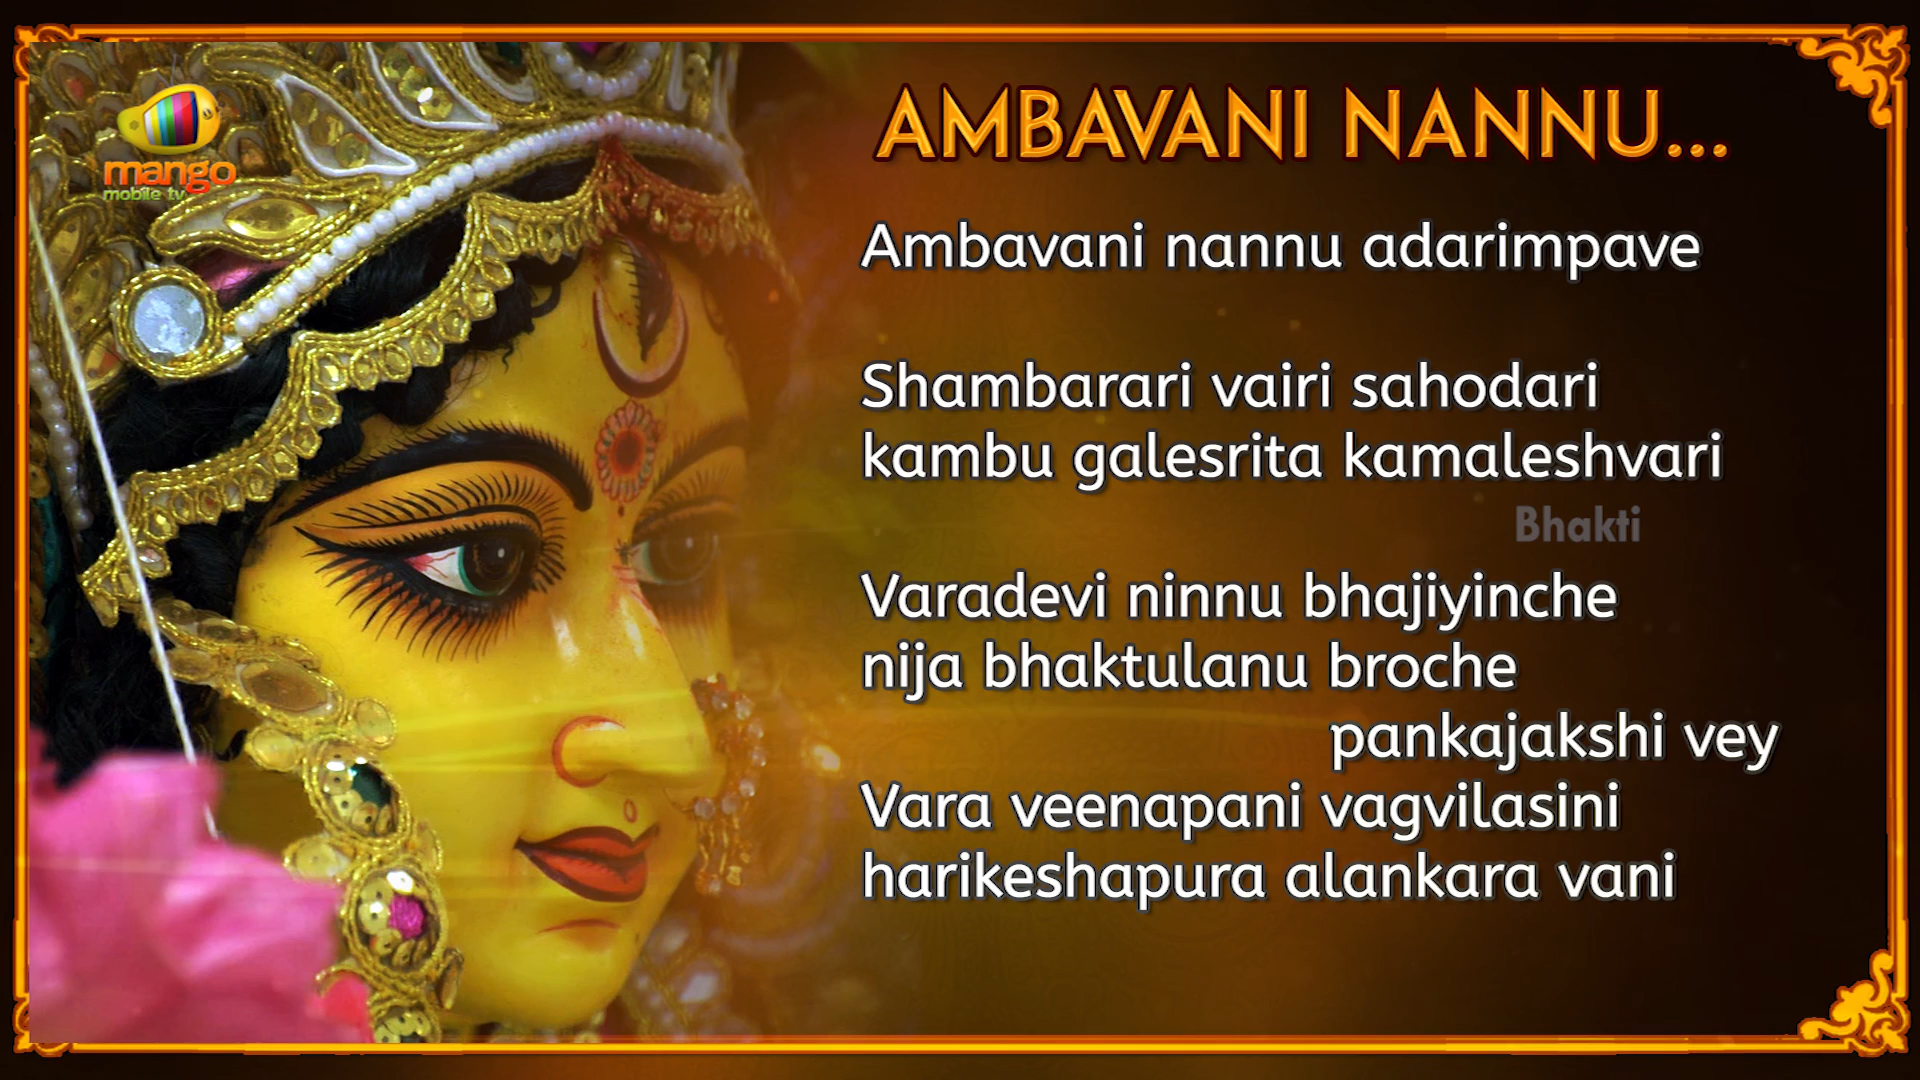 mango
mobile tv
AMBAVANI NANNU...
Ambavani nannu adarimpave
Shambarari vairi sahodari
kambu galesrita kamaleshvari
Bhakti
Varadevi ninnu bhajiyinche
nija bhaktulanu broche
pankajakshi vey
Vara veenapani vagvilasini
harikeshapura alankara vani